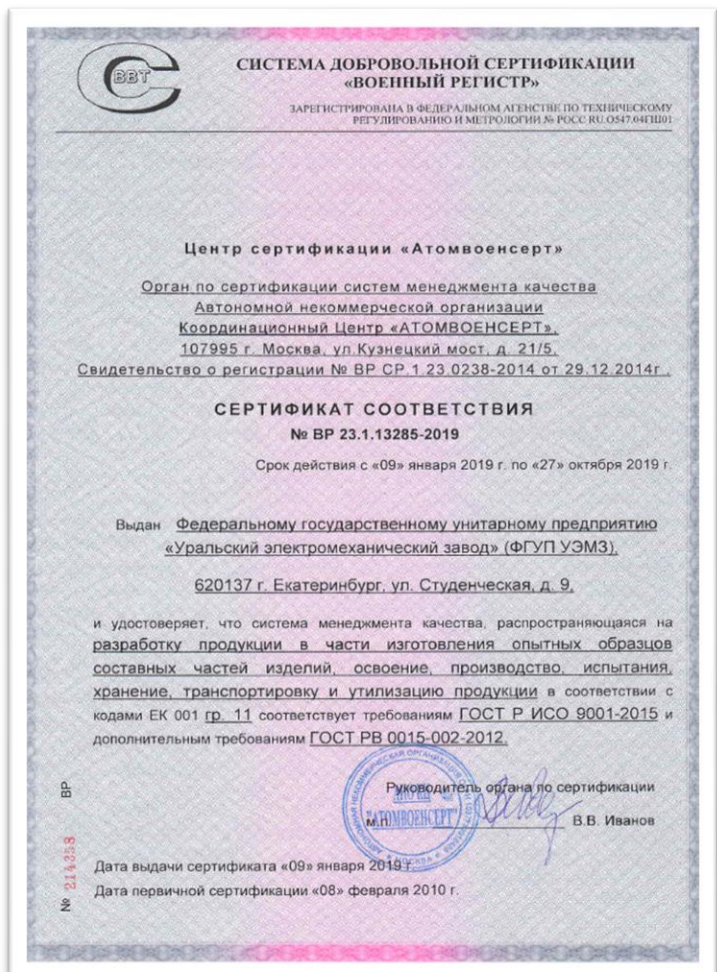 ВВТ
СИСТЕМА ДОБРОВОЛЬНОЙ СЕРТИФИКАЦИИ
«ВОЕННЫЙ РЕГИСТР»
ЗАРЕГИСТРИРОВАНА В ФЕДЕРАЛЬНОМ АГЕНСТВЕ ПО ТЕХНИЧЕСКОМУ
РЕГУЛИРОВАНИЮ И МЕТРОЛОГИИ № РОСС RU.О547.04ГШ01
Центр сертификации «Атомвоенсерт»
Орган по сертификации систем менеджмента качества
Автономной некоммерческой организации
Координационный Центр «АТОМВОЕНСЕРТ»,
107995 г. Москва, ул.Кузнецкий мост, д. 21/5,
Свидетельство о регистрации № ВР СР.1.23.0238-2014 от 29.12.2014г.,
СЕРТИФИКАТ СООТВЕТСТВИЯ
№ ВР 23.1.13285-2019
Срок действия с «09» января 2019 г. по «27» октября 2019 г.
Выдан Федеральному государственному унитарному предприятию
«Уральский электромеханический завод» (ФГУП УЭМЗ),
620137 г. Екатеринбург, ул. Студенческая, д. 9,
и удостоверяет, что система менеджмента качества, распространяющаяся на
разработку продукции в части изготовления опытных образцов
составных частей изделий, освоение, производство, испытания,
хранение, транспортировку и утилизацию продукции в соответствии с
кодами ЕК 001 гр. 11 соответствует требованиям ГОСТ Р ИСО 9001-2015 и
дополнительным требованиям ГОСТ РВ 0015-002-2012.
Руководитель органа по сертификации
м.п. В.В. Иванов
"АТОМВОЕНСЕРТ"
МОСКВА
Дата выдачи сертификата «09» января 2019 г.
Дата первичной сертификации «08» февраля 2010 г.
№ 214358 ВР